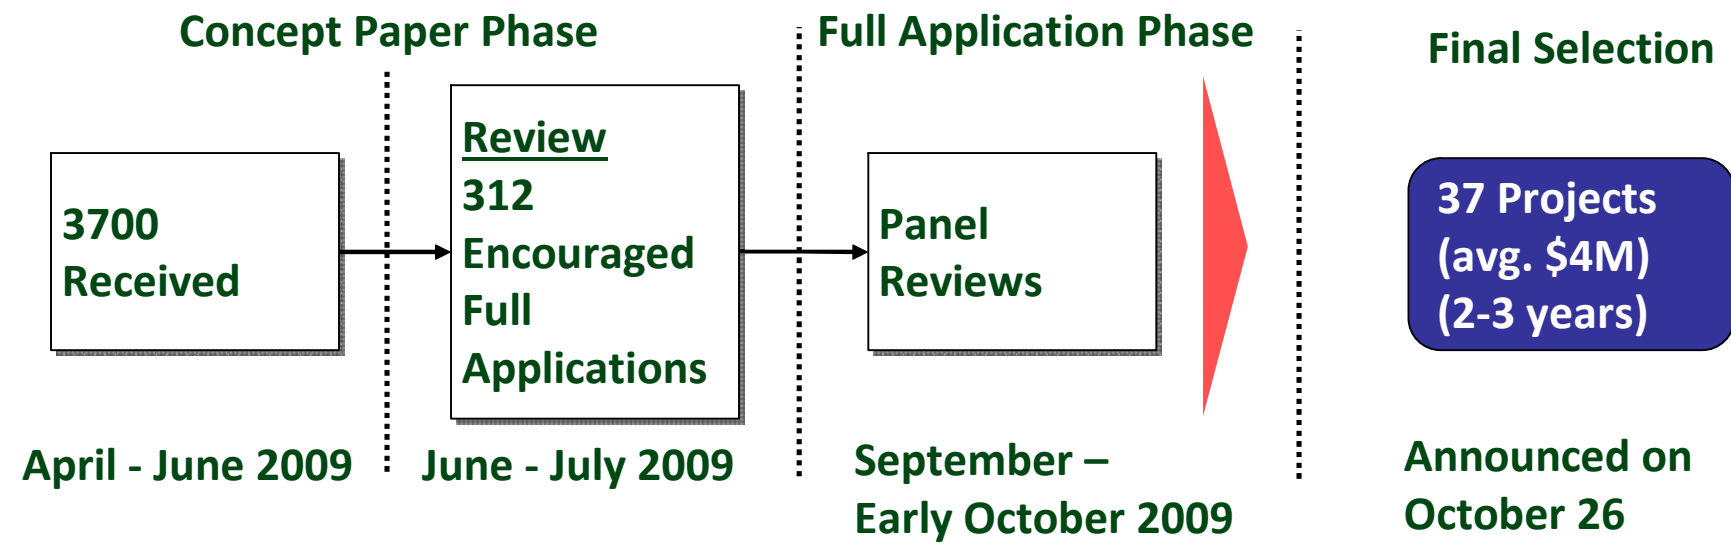 Concept Paper Phase
Full Application Phase
Final Selection
3700
Received
Review
312
Encouraged
Full
Applications
Panel
Reviews
37 Projects
(avg. $4M)
(2-3 years)
April - June 2009
June - July 2009
September –
Early October 2009
Announced on
October 26